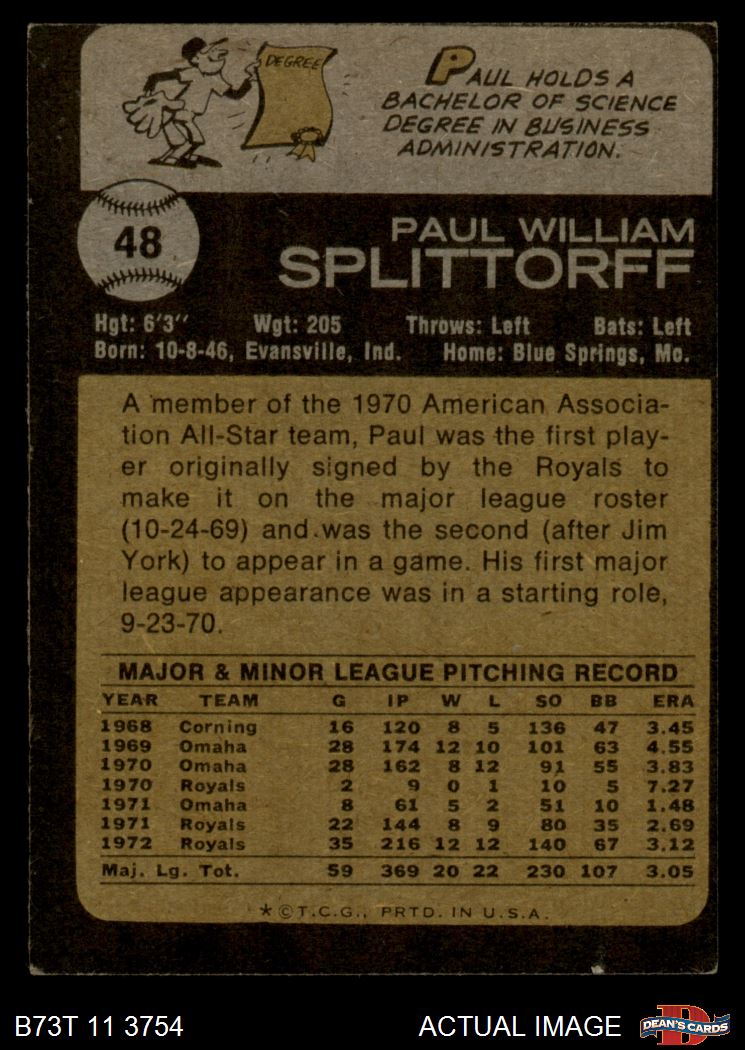 DEGREE
PAUL HOLDS A
BACHELOR OF SCIENCE
DEGREE IN BUSINESS
ADMINISTRATION.
48
PAUL WILLIAM
SPLITTORFF
Hgt: 6'3" Wgt: 205 Throws: Left Bats: Left
Born: 10-8-46, Evansville, Ind. Home: Blue Springs, Mo.
A member of the 1970 American Associa-
tion All-Star team, Paul was the first play-
er originally signed by the Royals to
make it on the major league roster
(10-24-69) and was the second (after Jim
York) to appear in a game. His first major
league appearance was in a starting role,
9-23-70.
MAJOR & MINOR LEAGUE PITCHING RECORD
YEAR TEAM G IP W L SO BB ERA
1968 Corning 16 120 8 5 136 47 3.45
1969 Omaha 28 174 12 10 101 63 4.55
1970 Omaha 28 162 8 12 91 55 3.83
1970 Royals 2 9 0 1 10 5 7.27
1971 Omaha 8 61 5 2 51 10 1.48
1971 Royals 22 144 8 9 80 35 2.69
1972 Royals 35 216 12 12 140 67 3.12
Maj. Lg. Tot. 59 369 20 22 230 107 3.05
*©T.C.G., PRTD. IN U.S.A.
B73T 11 3754 ACTUAL IMAGE DEAN'S CARDS